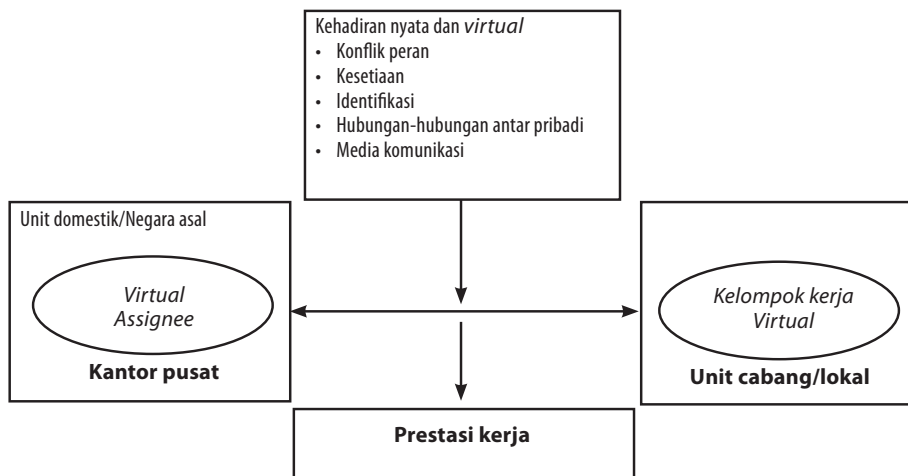 Kehadiran nyata dan virtual
• Konflik peran
• Kesetiaan
• Identifikasi
• Hubungan-hubungan antar pribadi
• Media komunikasi
Unit domestik/Negara asal
Virtual
Assignee
Kantor pusat
Kelompok kerja
Virtual
Unit cabang/lokal
Prestasi kerja